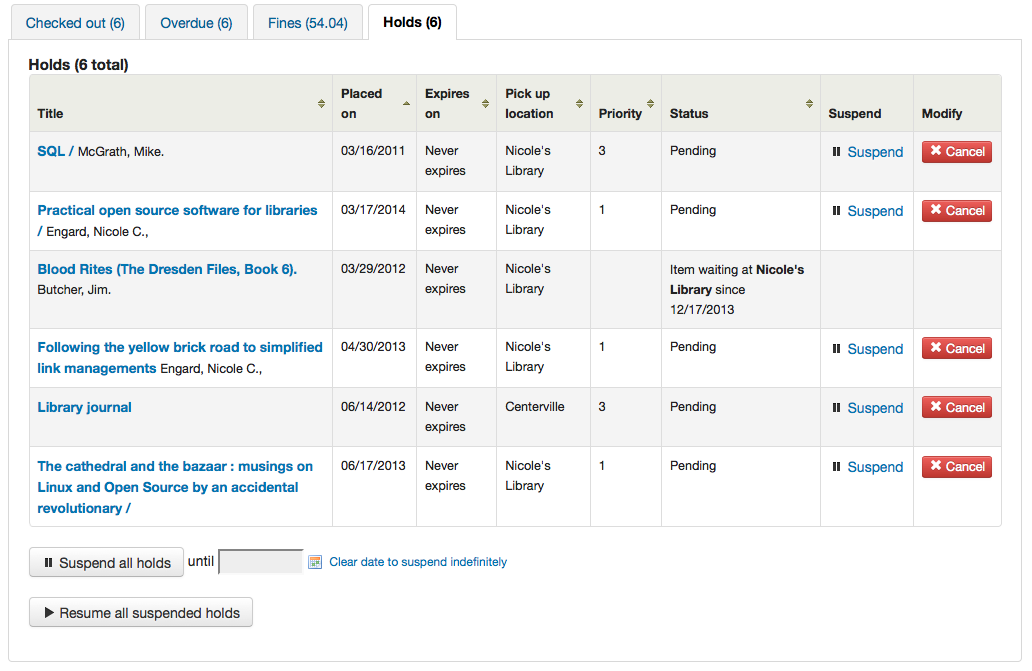 Checked out (6) Overdue (6) Fines (54.04) Holds (6)
Holds (6 total)
Title Placed on Expires on Pick up location Priority Status Suspend Modify
SQL / McGrath, Mike. 03/16/2011 Never expires Nicole's Library 3 Pending Suspend Cancel
Practical open source software for libraries / Engard, Nicole C., 03/17/2014 Never expires Nicole's Library 1 Pending Suspend Cancel
Blood Rites (The Dresden Files, Book 6). Butcher, Jim. 03/29/2012 Never expires Nicole's Library Item waiting at Nicole's Library since 12/17/2013
Following the yellow brick road to simplified link managements Engard, Nicole C., 04/30/2013 Never expires Nicole's Library 1 Pending Suspend Cancel
Library journal 06/14/2012 Never expires Centerville 3 Pending Suspend Cancel
The cathedral and the bazaar : musings on Linux and Open Source by an accidental revolutionary / 06/17/2013 Never expires Nicole's Library 1 Pending Suspend Cancel
Suspend all holds until Clear date to suspend indefinitely
Resume all suspended holds